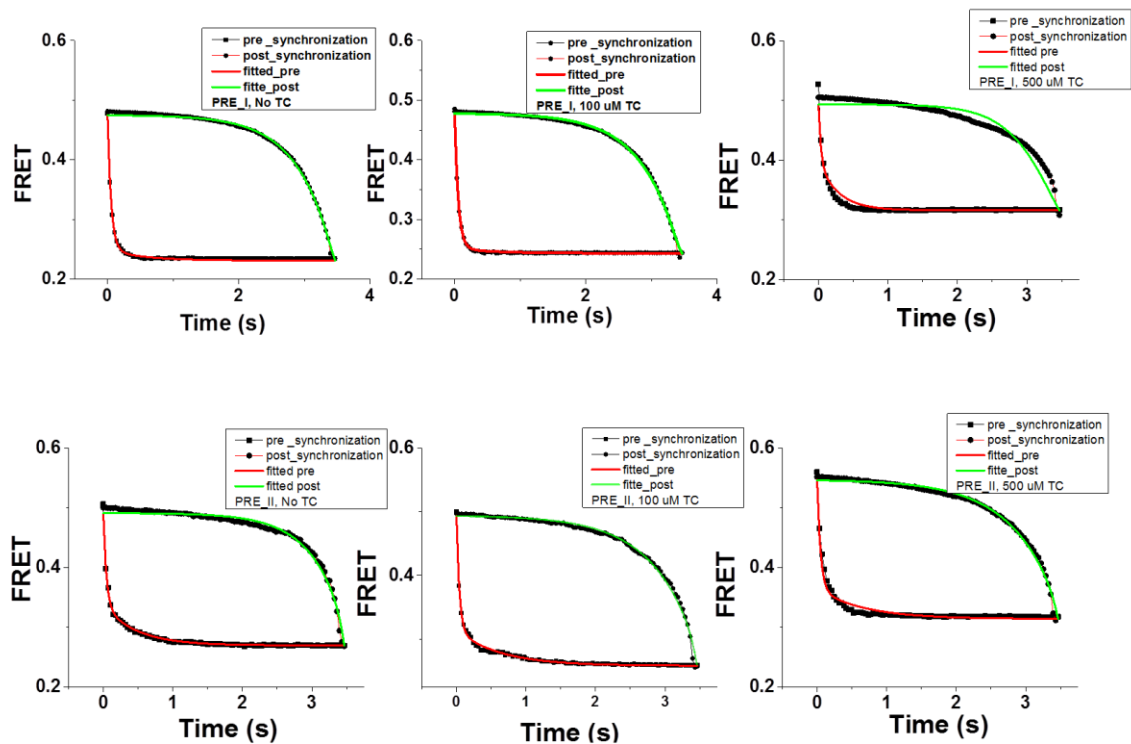 0.6
0.4
0.2
FRET
0
2
4
Time (s)
pre _synchronization
post_synchronization
fitted_pre
fitte_post
PRE_I, No TC
0.6
0.5
0.4
0.3
0.2
FRET
0
2
4
Time (s)
pre _synchronization
post_synchronization
fitted_pre
fitte_post
PRE_I, 100 uM TC
0.6
0.4
0.2
FRET
0
1
2
3
Time (s)
pre _synchronization
post_synchronization
fitted pre
fitted post
PRE_I, 500 uM TC
0.6
0.4
0.2
FRET
0
1
2
3
Time (s)
pre _synchronization
post_synchronization
fitted pre
fitted post
PRE_II, No TC
0.6
0.4
FRET
0
1
2
3
Time (s)
pre _synchronization
post_synchronization
fitted_pre
fitte_post
PRE_II, 100 uM TC
0.6
0.4
0.2
FRET
0
1
2
3
Time (s)
pre _synchronization
post_synchronization
fitted_pre
fitte_post
PRE_II, 500 uM TC